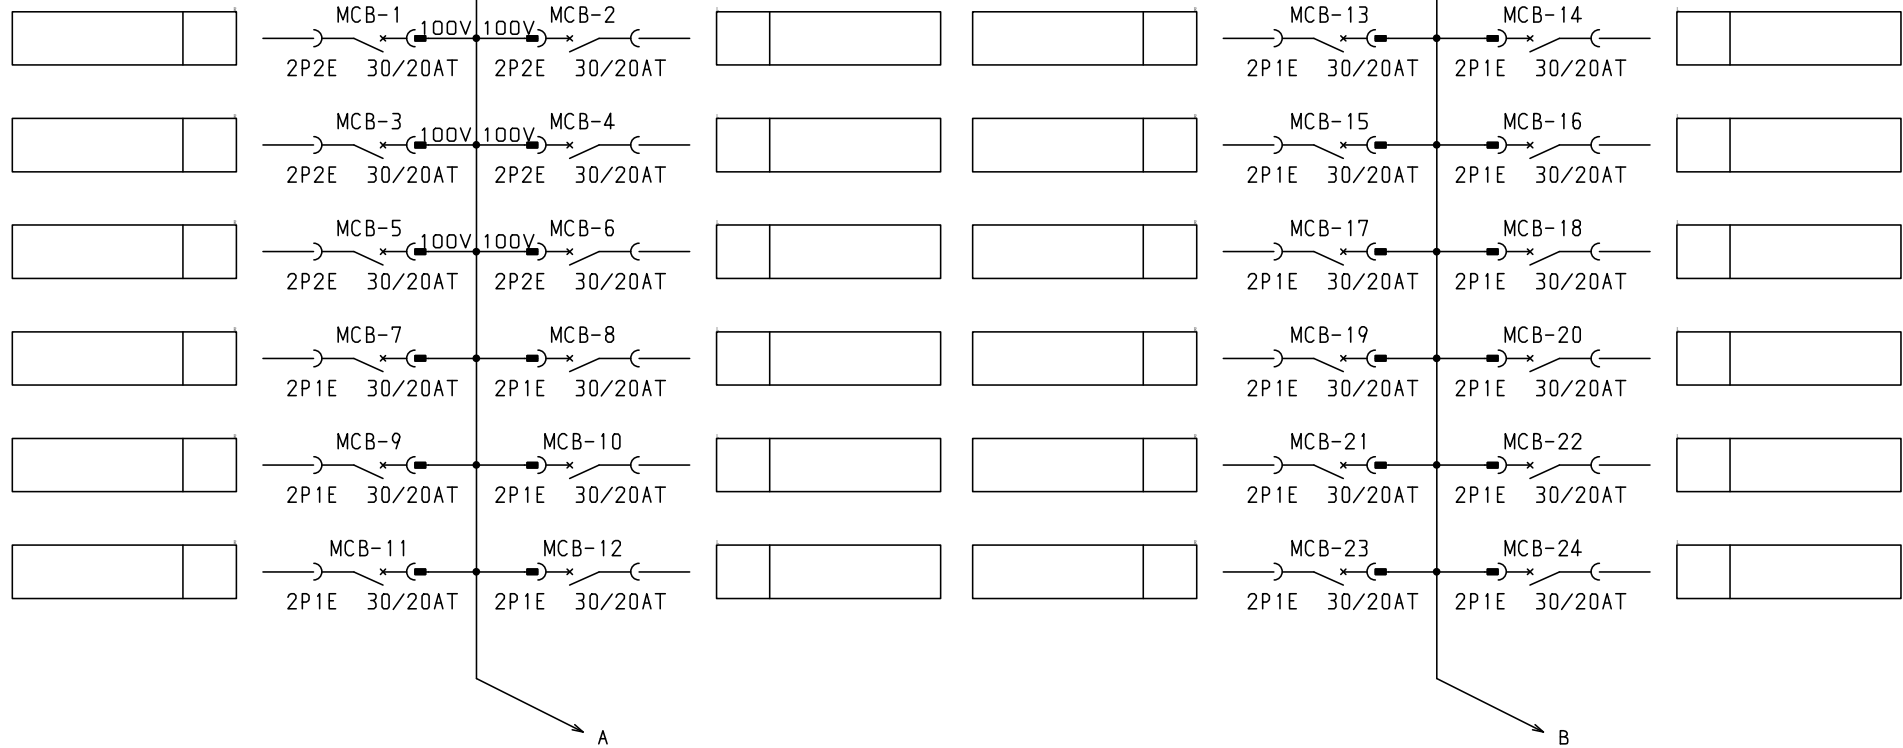 MCB-1 100V 100V MCB-2 MCB-13 MCB-14
2P2E 30/20AT 2P2E 30/20AT 2P1E 30/20AT 2P1E 30/20AT
MCB-3 100V 100V MCB-4 MCB-15 MCB-16
2P2E 30/20AT 2P2E 30/20AT 2P1E 30/20AT 2P1E 30/20AT
MCB-5 100V 100V MCB-6 MCB-17 MCB-18
2P2E 30/20AT 2P2E 30/20AT 2P1E 30/20AT 2P1E 30/20AT
MCB-7 MCB-8 MCB-19 MCB-20
2P1E 30/20AT 2P1E 30/20AT 2P1E 30/20AT 2P1E 30/20AT
MCB-9 MCB-10 MCB-21 MCB-22
2P1E 30/20AT 2P1E 30/20AT 2P1E 30/20AT 2P1E 30/20AT
MCB-11 MCB-12 MCB-23 MCB-24
2P1E 30/20AT 2P1E 30/20AT 2P1E 30/20AT 2P1E 30/20AT
A B